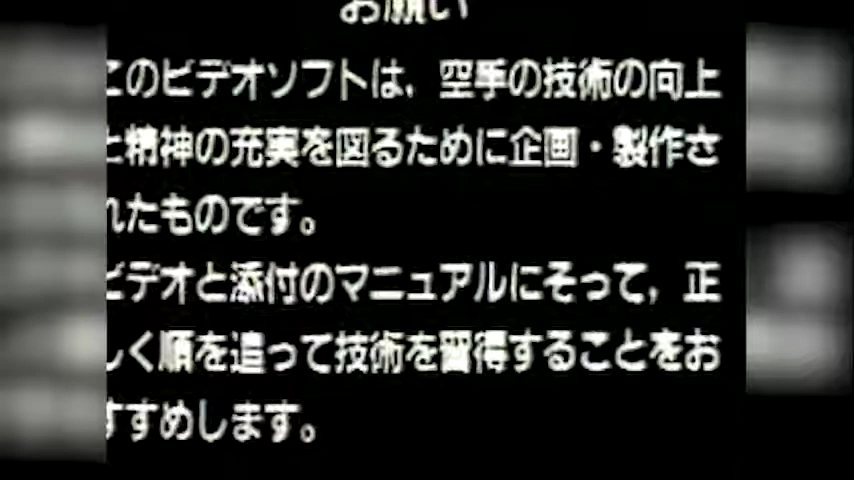 お願い
このビデオソフトは、空手の技術の向上
と精神の充実を図るために企画・製作さ
れたものです。
ビデオと添付のマニュアルにそって、正
しく順を追って技術を習得することをお
すすめします。